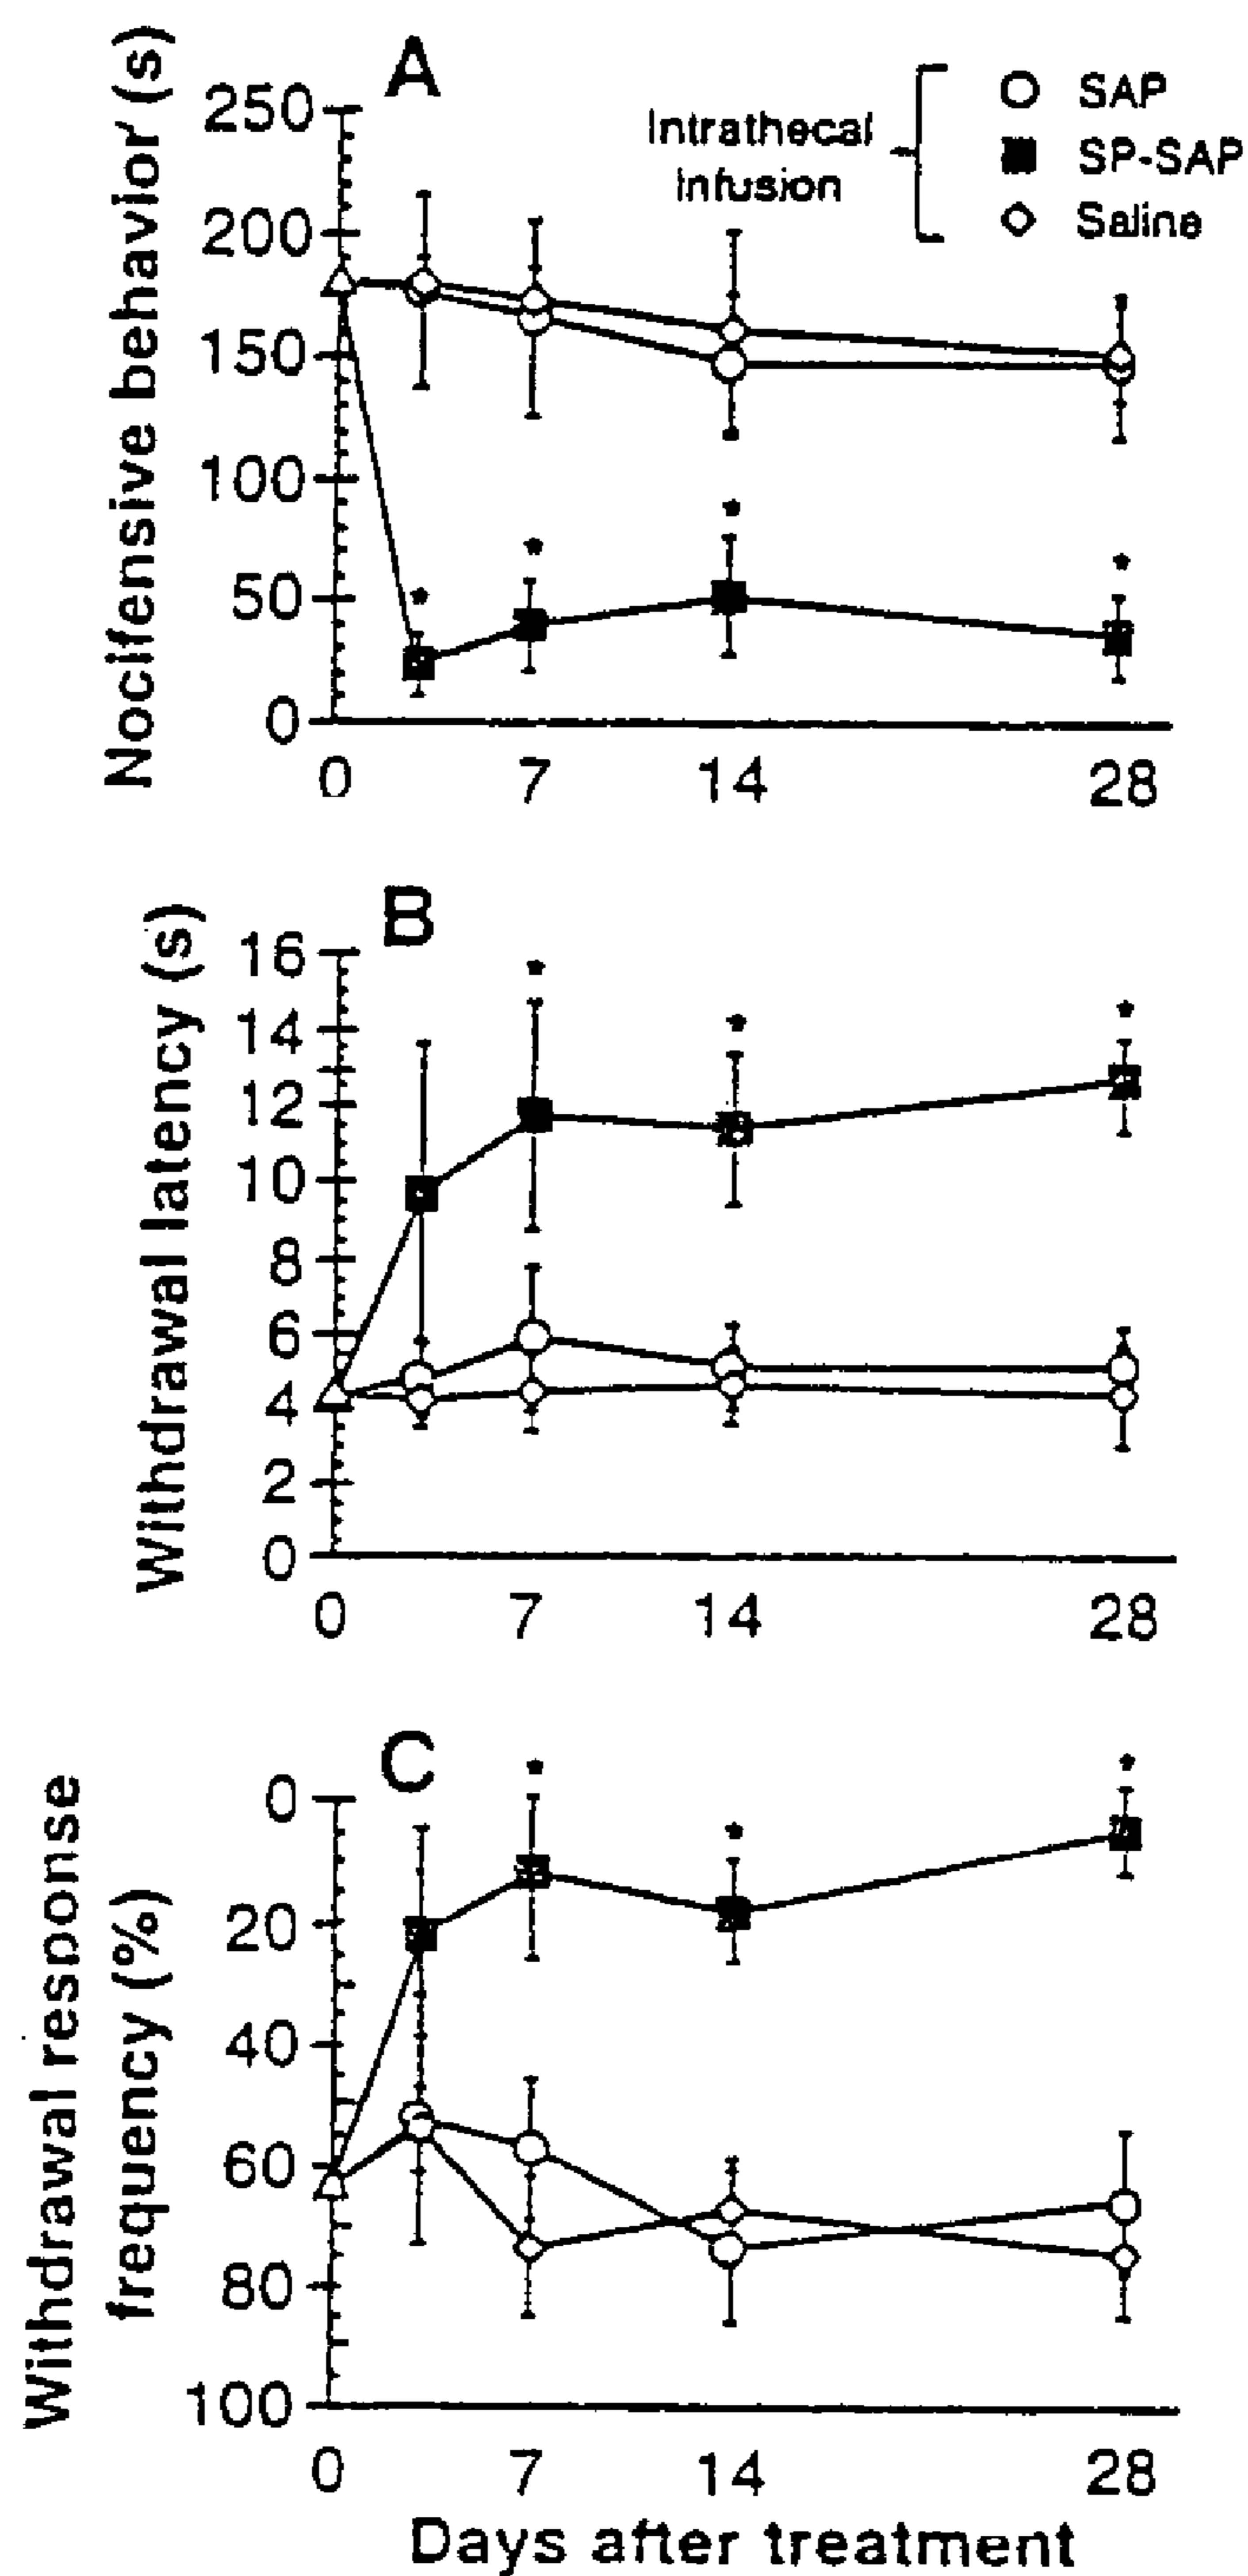 A
Intrathecal
Infusion
SAP
SP-SAP
Saline
Nocifensive behavior (s)
250
200
150
100
50
0
*
*
*
*
0 7 14 28
B
Withdrawal latency (s)
16
14
12
10
8
6
4
2
0
*
*
*
0 7 14 28
C
Withdrawal response
frequency (%)
0
20
40
60
80
100
*
*
*
0 7 14 28
Days after treatment